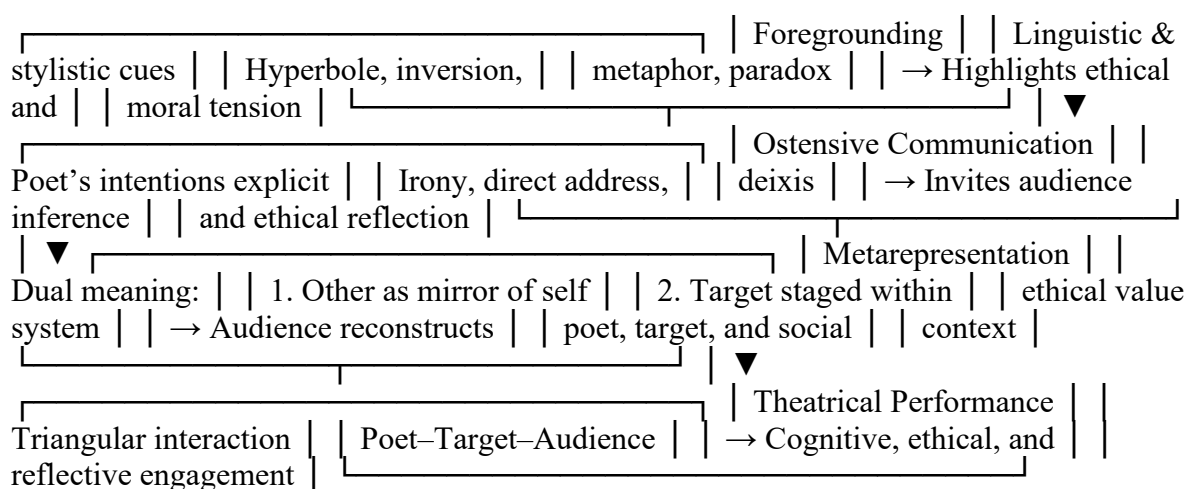 ┌──────────────────────────────────┐ │ Foregrounding │ │ Linguistic &
stylistic cues │ │ Hyperbole, inversion, │ │ metaphor, paradox │ │ → Highlights ethical
and │ │ moral tension │ └───────────────┬─────────────────┘ │ ▼
┌──────────────────────────────────┐ │ Ostensive Communication │ │
Poet’s intentions explicit │ │ Irony, direct address, │ │ deixis │ │ → Invites audience
inference │ │ and ethical reflection │ └───────────────┬─────────────────┘
│ ▼ ┌──────────────────────────────────┐ │ Metarepresentation │ │
Dual meaning: │ │ 1. Other as mirror of self │ │ 2. Target staged within │ │ ethical value
system │ │ → Audience reconstructs │ │ poet, target, and social │ │ context │
└───────────────┬─────────────────┘ │ ▼
┌──────────────────────────────────┐ │ Theatrical Performance │ │
Triangular interaction │ │ Poet–Target–Audience │ │ → Cognitive, ethical, and │ │
reflective engagement │ └──────────────────────────────────┘